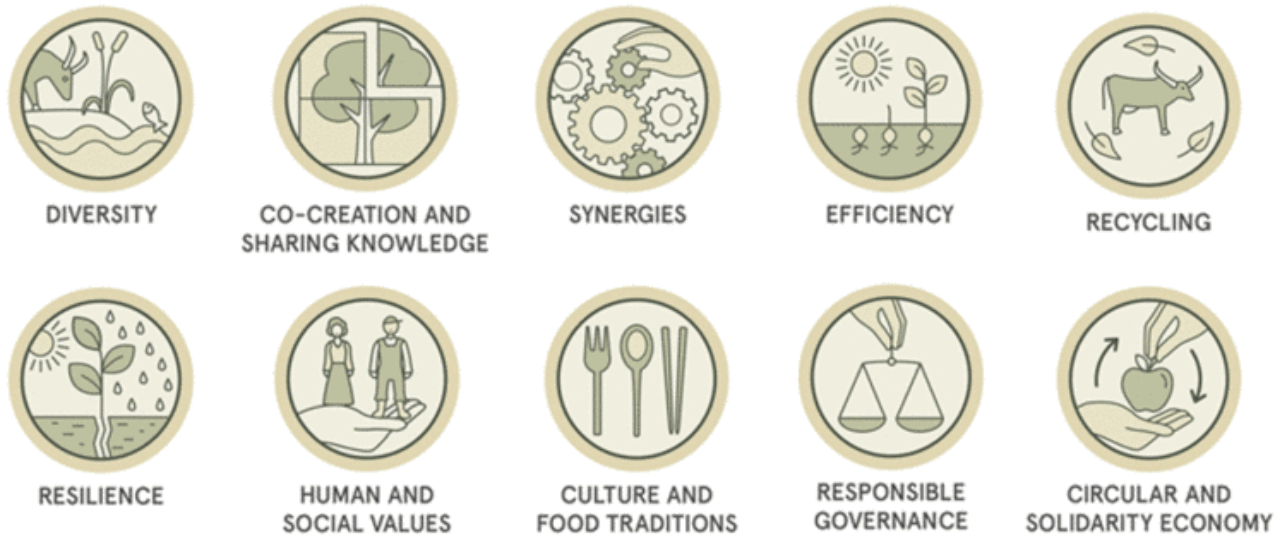 DIVERSITY
CO-CREATION AND
SHARING KNOWLEDGE
SYNERGIES
EFFICIENCY
RECYCLING
RESILIENCE
HUMAN AND
SOCIAL VALUES
CULTURE AND
FOOD TRADITIONS
RESPONSIBLE
GOVERNANCE
CIRCULAR AND
SOLIDARITY ECONOMY